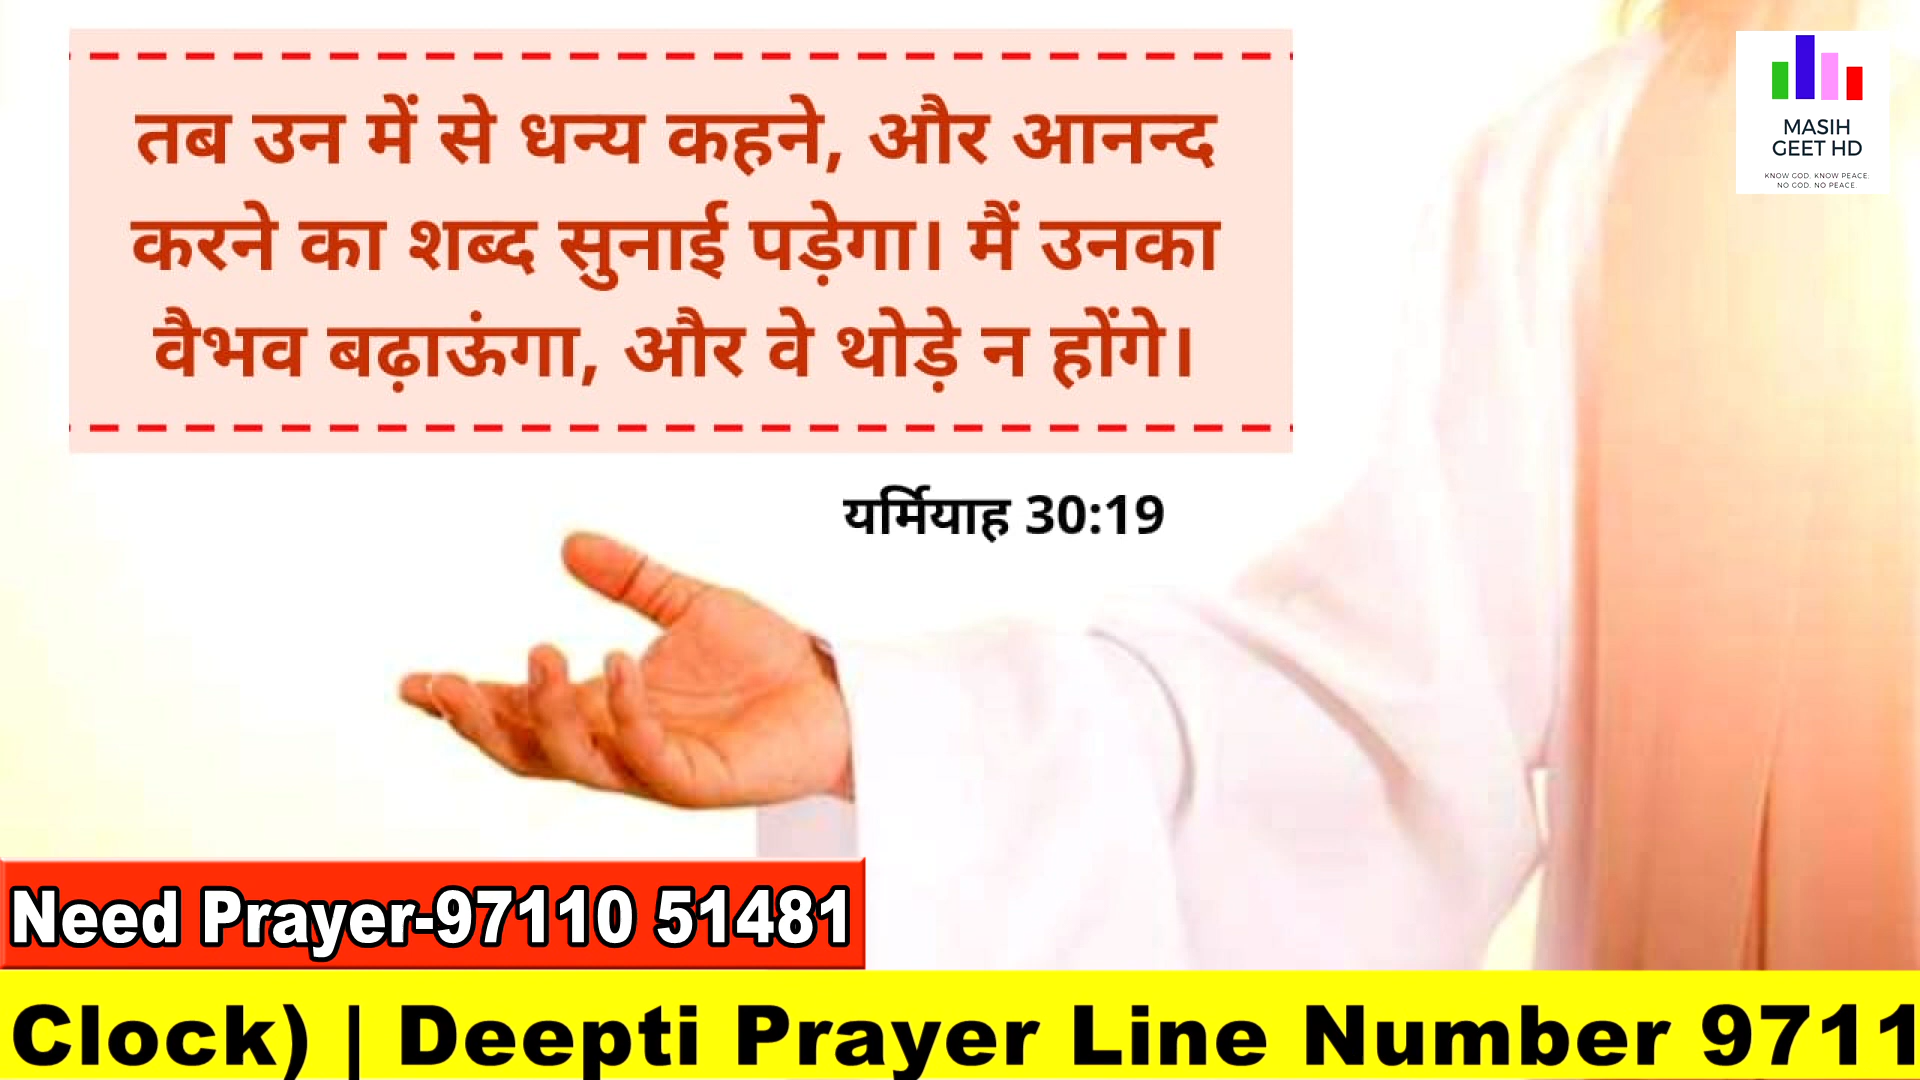 तब उन में से धन्य कहने, और आनन्द
करने का शब्द सुनाई पड़ेगा। मैं उनका
वैभव बढ़ाऊंगा, और वे थोड़े न होंगे।
यर्मियाह 30:19
MASIH
GEET HD
KNOW GOD. KNOW PEACE.
NO GOD. NO PEACE.
Need Prayer-97110 51481
Clock) | Deepti Prayer Line Number 9711